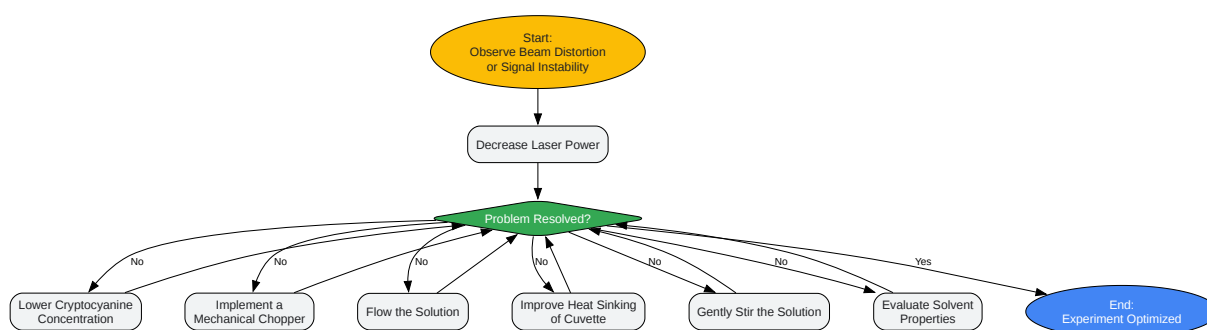 Start:
Observe Beam Distortion
or Signal Instability
Decrease Laser Power
Problem Resolved?
No
No
No
No
No
No
Yes
Lower Cryptocyanine
Concentration
Implement a
Mechanical Chopper
Flow the Solution
Improve Heat Sinking
of Cuvette
Gently Stir the Solution
Evaluate Solvent
Properties
End:
Experiment Optimized